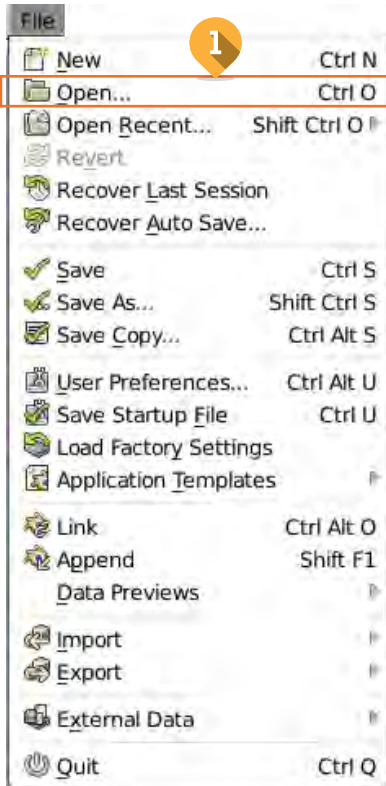 File
1
New Ctrl N
Open... Ctrl O
Open Recent... Shift Ctrl O
Revert
Recover Last Session
Recover Auto Save...
Save Ctrl S
Save As... Shift Ctrl S
Save Copy... Ctrl Alt S
User Preferences... Ctrl Alt U
Save Startup File Ctrl U
Load Factory Settings
Application Templates
Link Ctrl Alt O
Append Shift F1
Data Previews
Import
Export
External Data
Quit Ctrl Q